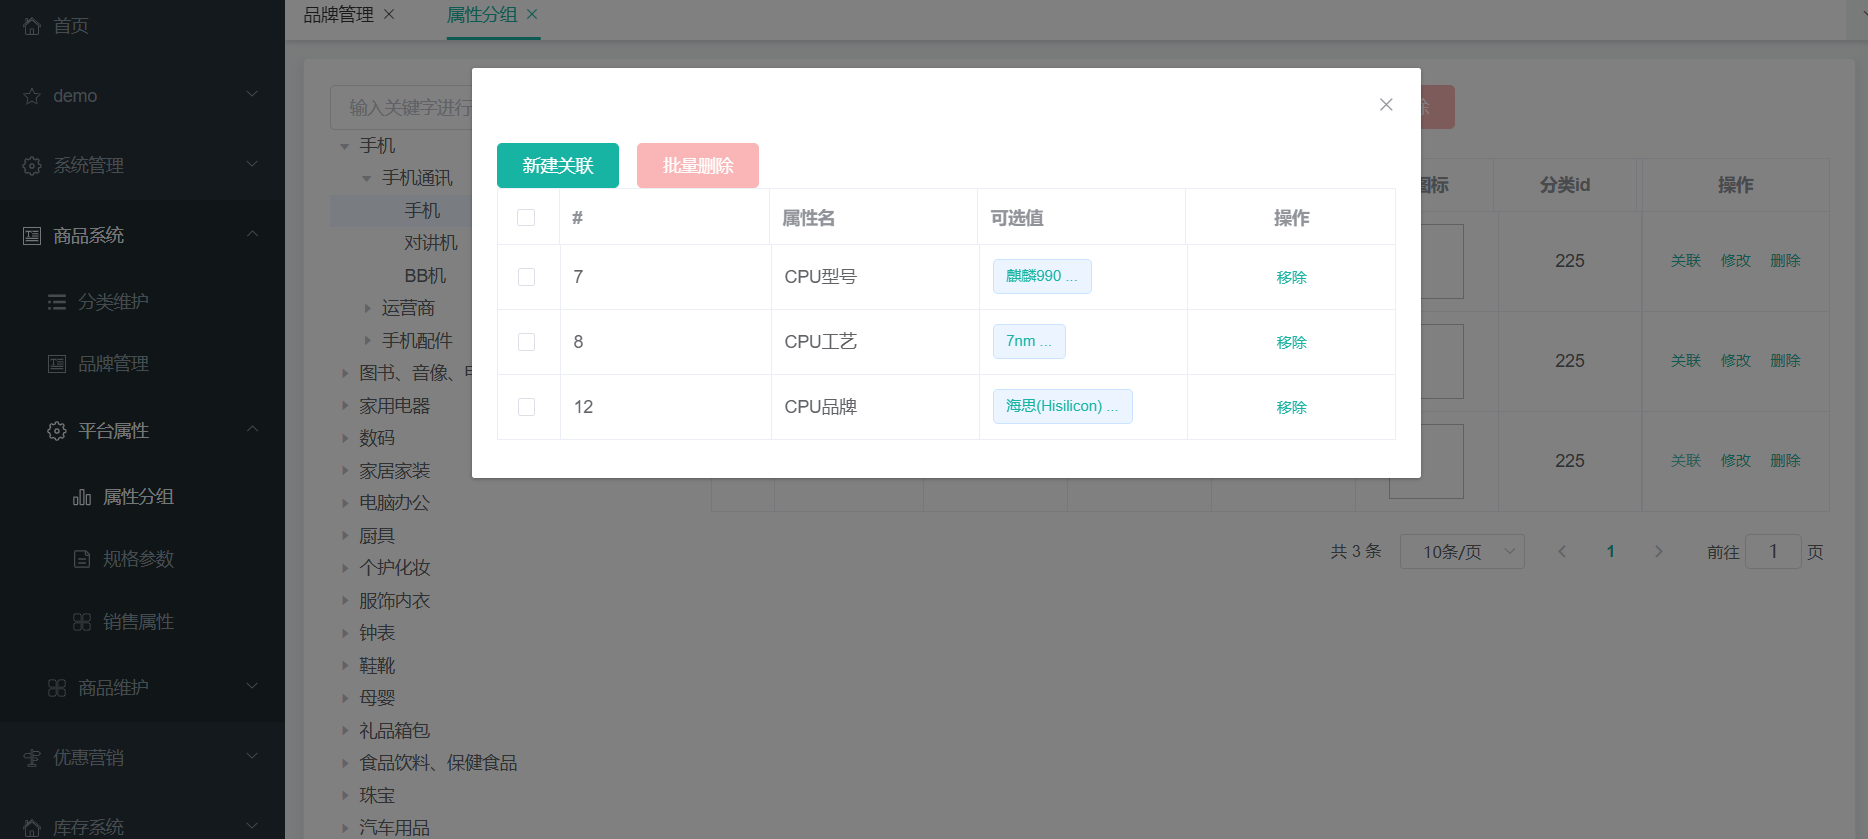 首页
demo
系统管理
商品系统
分类维护
品牌管理
平台属性
属性分组
规格参数
销售属性
商品维护
优惠营销
库存系统
品牌管理
属性分组
输入关键字进行
手机
手机通讯
手机
对讲机
BB机
运营商
手机配件
图书、音像、
家用电器
数码
家居家装
电脑办公
厨具
个护化妆
服饰内衣
钟表
鞋靴
母婴
礼品箱包
食品饮料、保健食品
珠宝
汽车用品
新建关联 批量删除
# 属性名 可选值 操作
7 CPU型号 麒麟990 ... 移除
8 CPU工艺 7nm ... 移除
12 CPU品牌 海思(Hisilicon) ... 移除
图标 分类id 操作
225 关联 修改 删除
225 关联 修改 删除
225 关联 修改 删除
共 3 条 10条/页 1 前往 1 页